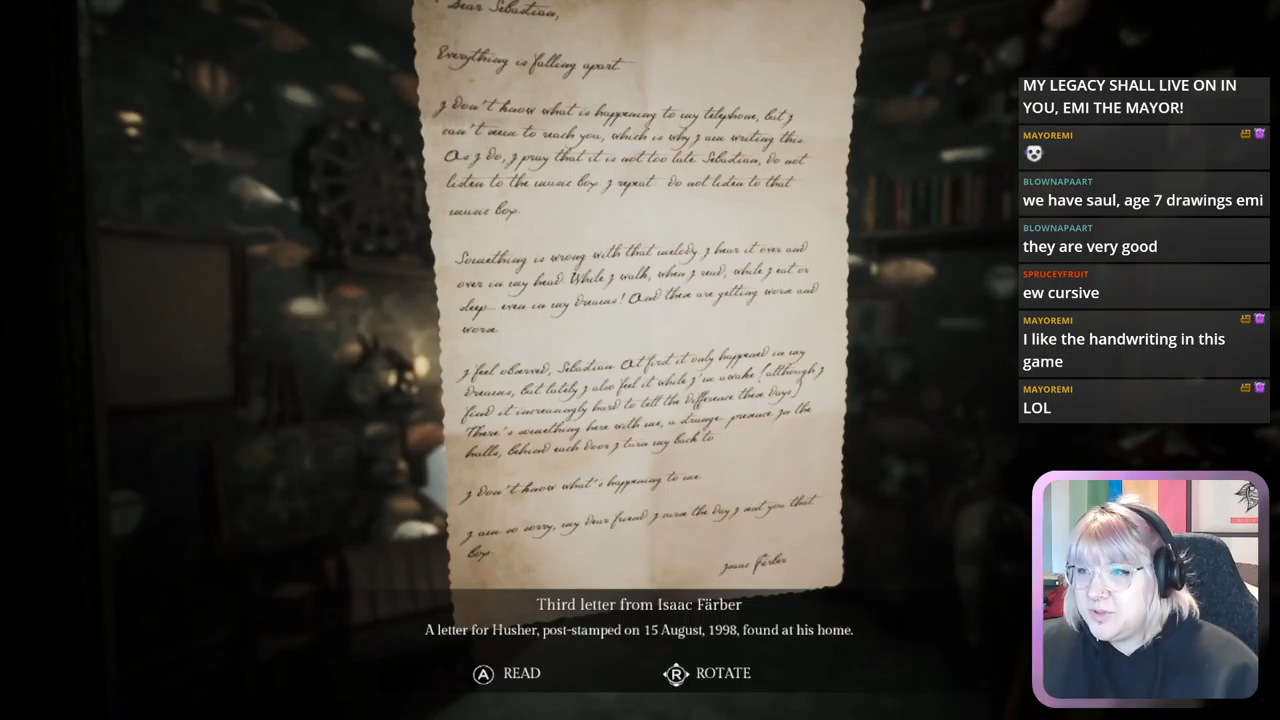 Dear Sebastian,
Everything is falling apart
I don't know what is happening to my telephone, but I
can't seem to reach you, which is why I am writing this.
As I do, I pray that it is not too late Sebastian, do not
listen to the music box. I repeat: Do not listen to that
music box.
Something is wrong with that melody I hear it over and
over in my head. While I walk, when I read, while I eat or
sleep... even in my dreams! And these are getting worse and
worse.
I feel observed, Sebastian. At first it only happened in my
dreams, but lately I also feel it while I'm awake (although I
find it increasingly hard to tell the difference these days)
There's something here with me, a strange presence in the
halls, behind each door I turn my back to.
I don't know what's happening to me
I am so sorry, my dear friend I curse the day I sent you that
box.
Isaac Färber
Third letter from Isaac Färber
A letter for Husher, post-stamped on 15 August, 1998, found at his home.
A READ
R ROTATE
MY LEGACY SHALL LIVE ON IN
YOU, EMI THE MAYOR!
MAYOREMI
BLOWNAPAART
we have saul, age 7 drawings emi
BLOWNAPAART
they are very good
SPRUCEYFRUIT
ew cursive
MAYOREMI
I like the handwriting in this
game
MAYOREMI
LOL